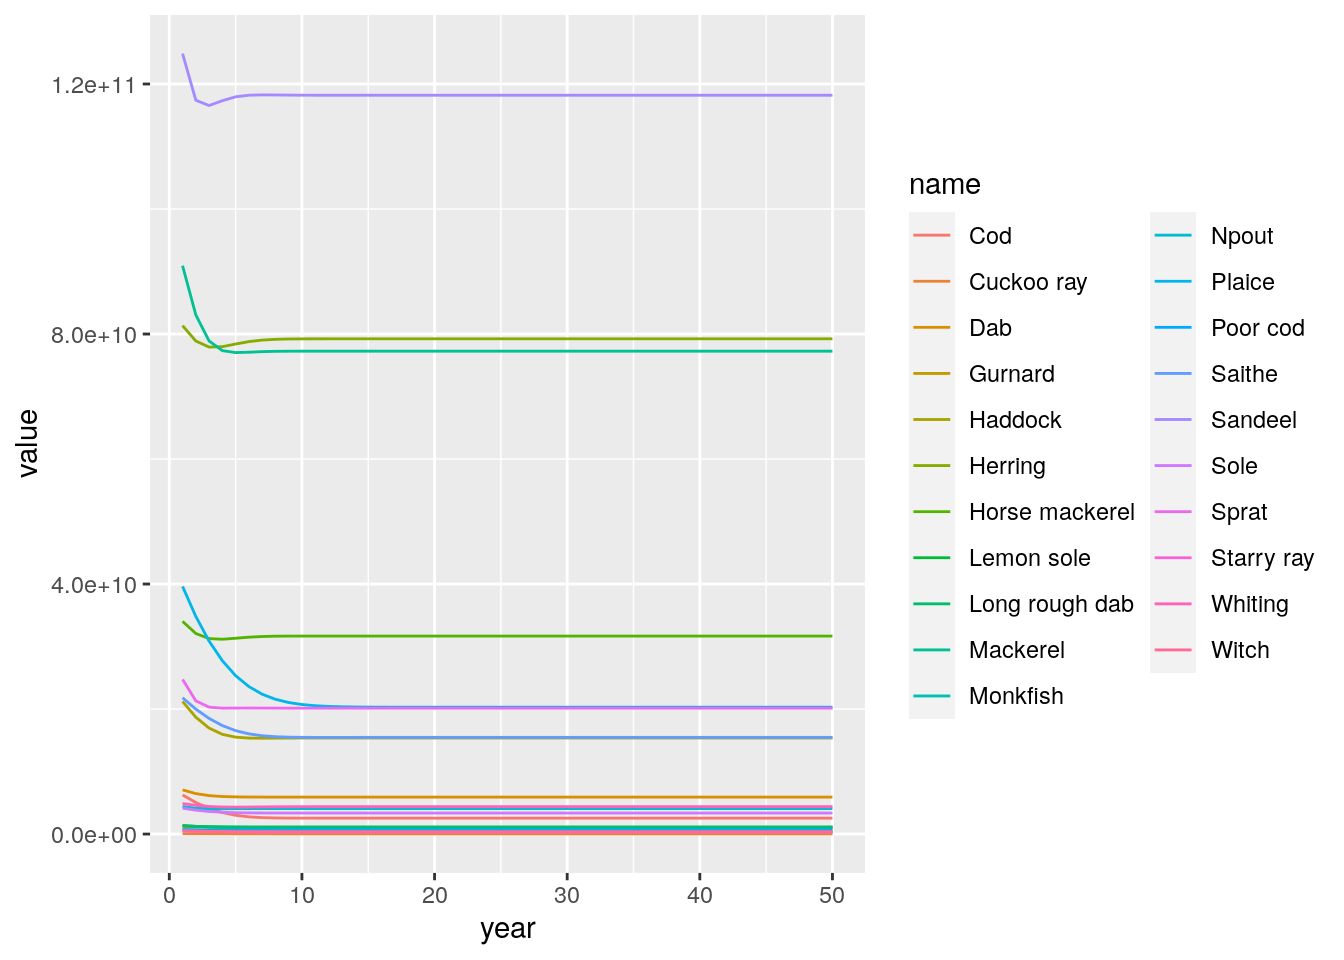 1.2e+11
8.0e+10
4.0e+10
0.0e+00
value
0 10 20 30 40 50
year
name
Cod
Cuckoo ray
Dab
Gurnard
Haddock
Herring
Horse mackerel
Lemon sole
Long rough dab
Mackerel
Monkfish
Npout
Plaice
Poor cod
Saithe
Sandeel
Sole
Sprat
Starry ray
Whiting
Witch